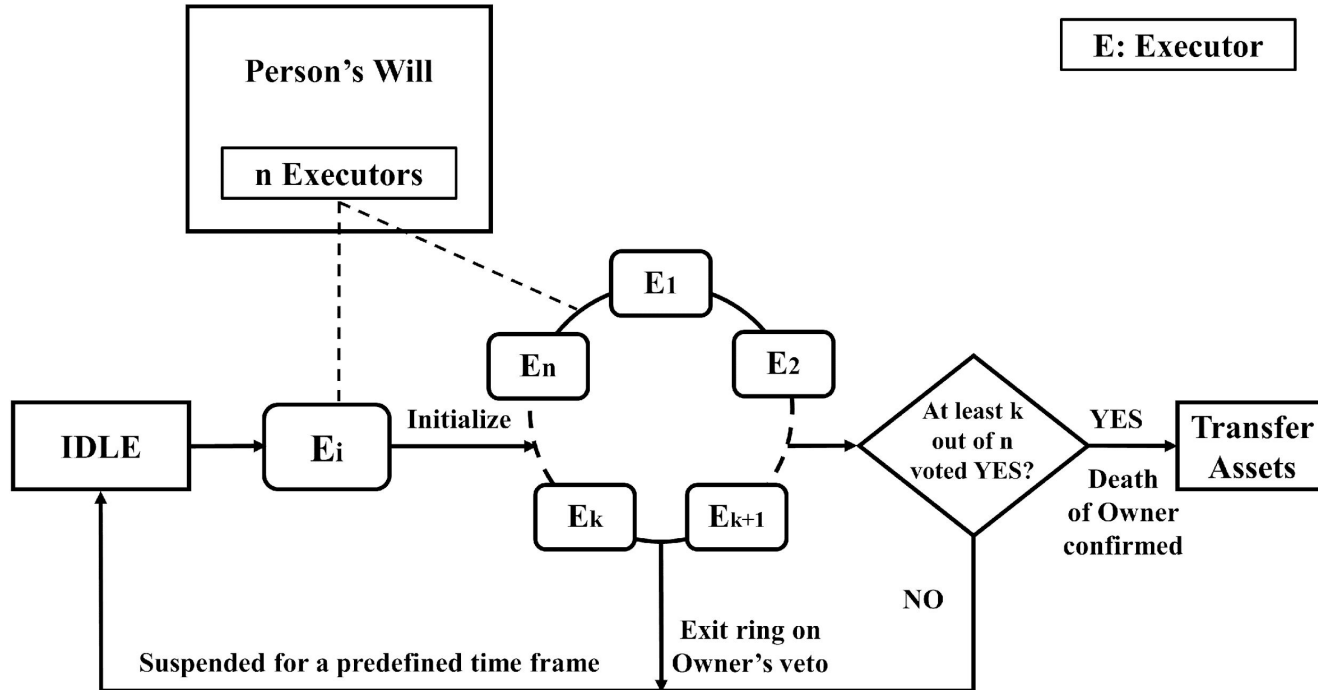 Person’s Will
n Executors
E: Executor
E1
En
E2
IDLE
Ei
Initialize
At least k
out of n
voted YES?
YES
Death
of Owner
confirmed
Transfer
Assets
Ek
Ek+1
NO
Exit ring on
Owner’s veto
Suspended for a predefined time frame